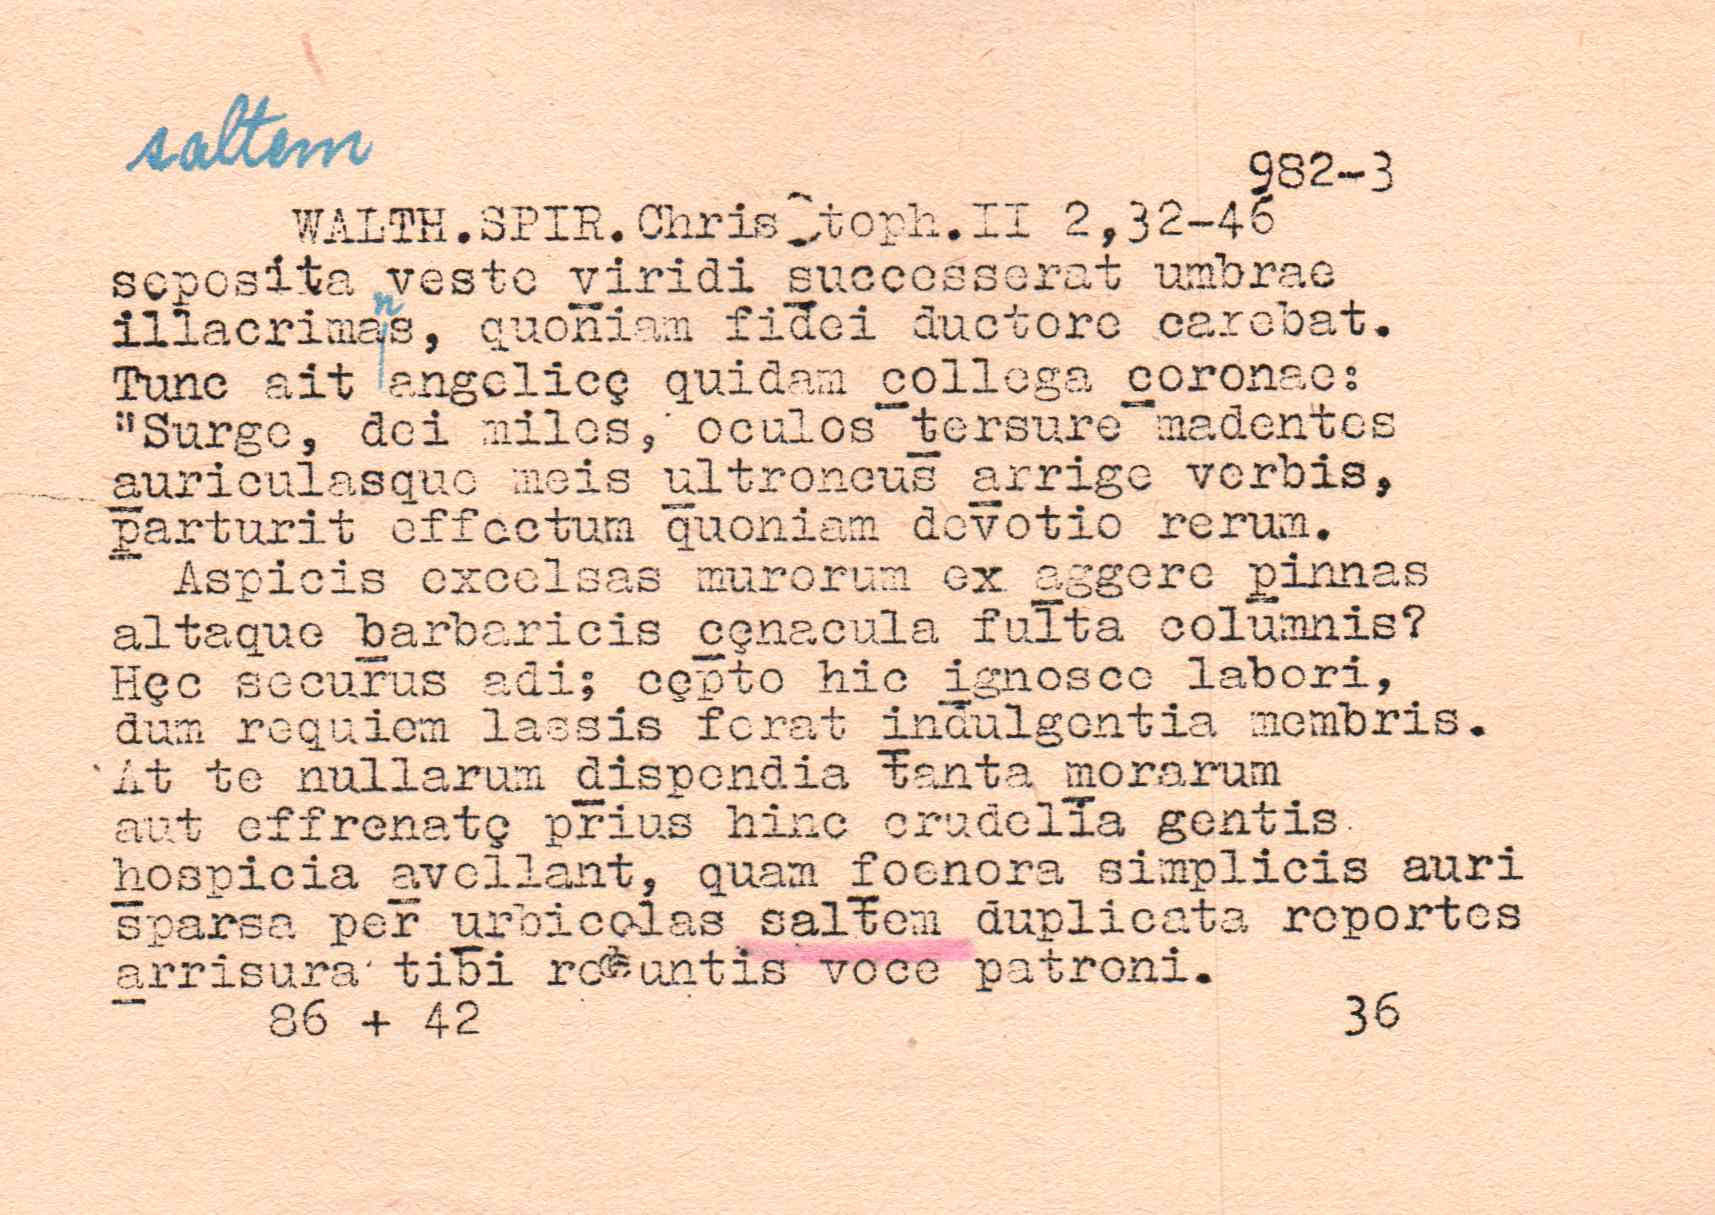 saltem
982-3
WALTH.SPIR.Christoph.II 2,32-46
seposita veste viridi successerat umbrae
illacrimans, quoniam fidei ductore carebat.
Tunc ait angelicę quidam collega coronae:
"Surge, dei miles, oculos tersure madentes
auriculasque meis ultroneus arrige verbis,
parturit effectum quoniam devotio rerum.
Aspicis excelsas murorum ex aggere pinnas
altaque barbaricis cęnacula fulta columnis?
Hęc securus adi; cępto hic ignosce labori,
dum requiem lassis ferat indulgentia membris.
At te nullarum dispendia tanta morarum
aut effrenatę prius hinc crudelia gentis
hospicia avellant, quam foenora simplicis auri
sparsa per urbicolas saltem duplicata reportes
arrisura tibi reuntis voce patroni.
86 + 42
36